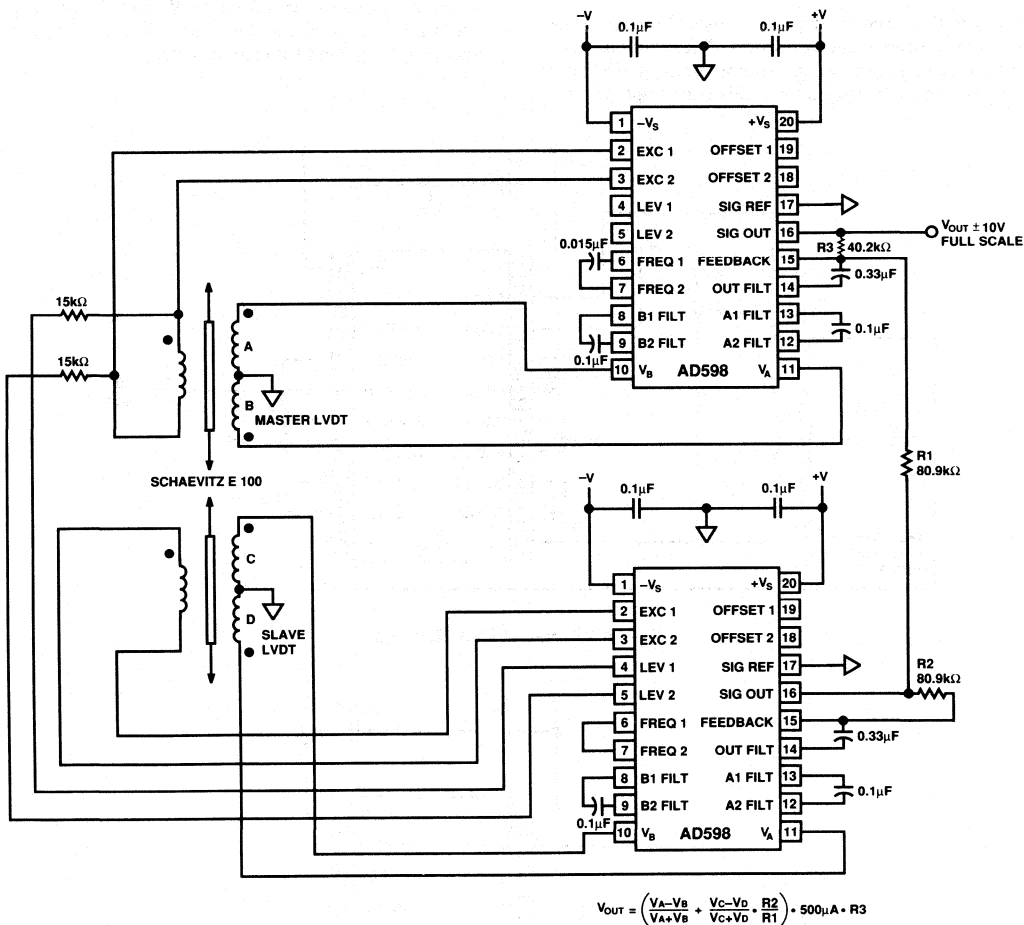 –V
0.1µF
0.1µF
+V
1 –VS
+VS 20
2 EXC 1
OFFSET 1 19
3 EXC 2
OFFSET 2 18
4 LEV 1
SIG REF 17
5 LEV 2
SIG OUT 16
VOUT ±10V
FULL SCALE
R3 40.2kΩ
0.015µF
6 FREQ 1
FEEDBACK 15
0.33µF
7 FREQ 2
OUT FILT 14
8 B1 FILT
A1 FILT 13
0.1µF
9 B2 FILT
A2 FILT 12
0.1µF
10 VB
AD598
VA 11
15kΩ
15kΩ
A
B
MASTER LVDT
SCHAEVITZ E 100
R1
80.9kΩ
–V
0.1µF
0.1µF
+V
C
D
SLAVE
LVDT
1 –VS
+VS 20
2 EXC 1
OFFSET 1 19
3 EXC 2
OFFSET 2 18
4 LEV 1
SIG REF 17
5 LEV 2
SIG OUT 16
R2
80.9kΩ
6 FREQ 1
FEEDBACK 15
0.33µF
7 FREQ 2
OUT FILT 14
8 B1 FILT
A1 FILT 13
0.1µF
9 B2 FILT
A2 FILT 12
0.1µF
10 VB
AD598
VA 11
VOUT = (VA–VB/VA+VB + VC–VD/VC+VD • R2/R1) • 500µA • R3